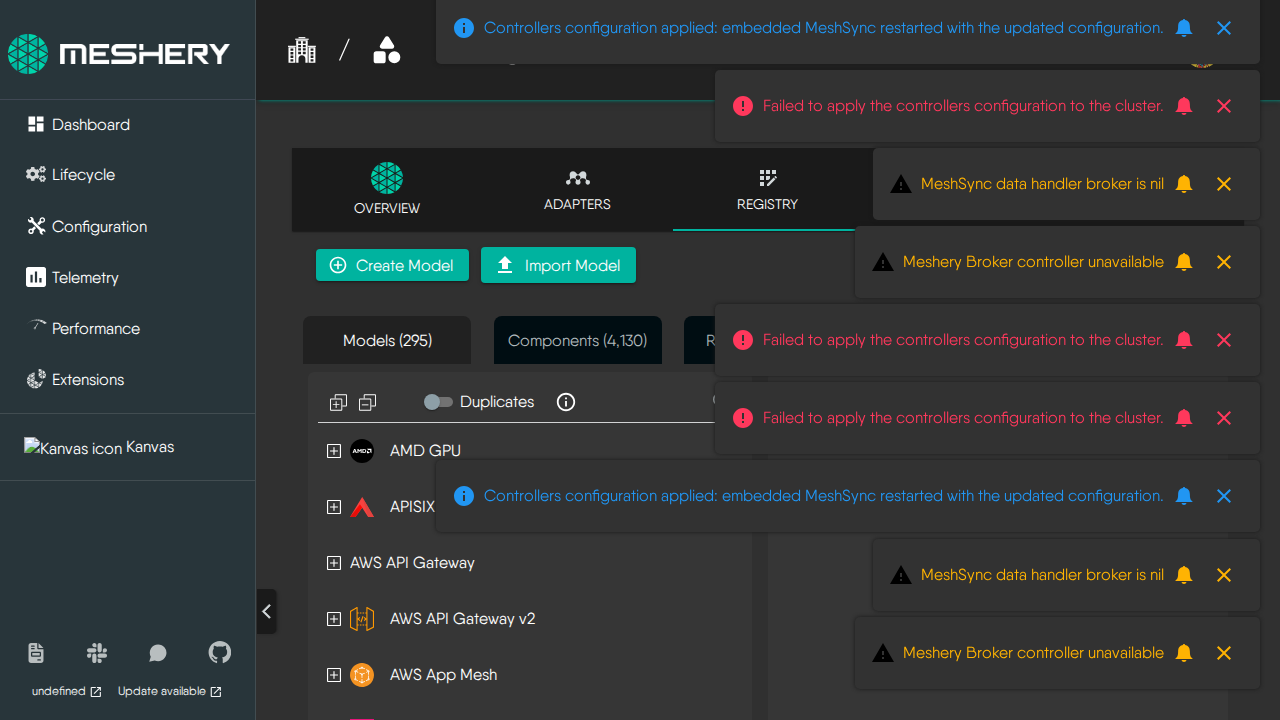 MESHERY
/
Controllers configuration applied: embedded MeshSync restarted with the updated configuration.
Failed to apply the controllers configuration to the cluster.
MeshSync data handler broker is nil
Meshery Broker controller unavailable
Failed to apply the controllers configuration to the cluster.
Failed to apply the controllers configuration to the cluster.
Controllers configuration applied: embedded MeshSync restarted with the updated configuration.
MeshSync data handler broker is nil
Meshery Broker controller unavailable
Dashboard
Lifecycle
Configuration
Telemetry
Performance
Extensions
Kanvas icon Kanvas
undefined
Update available
OVERVIEW
ADAPTERS
REGISTRY
Create Model
Import Model
Models (295)
Components (4,130)
Duplicates
AMD GPU
AMD
APISIX
AWS API Gateway
AWS API Gateway v2
AWS App Mesh